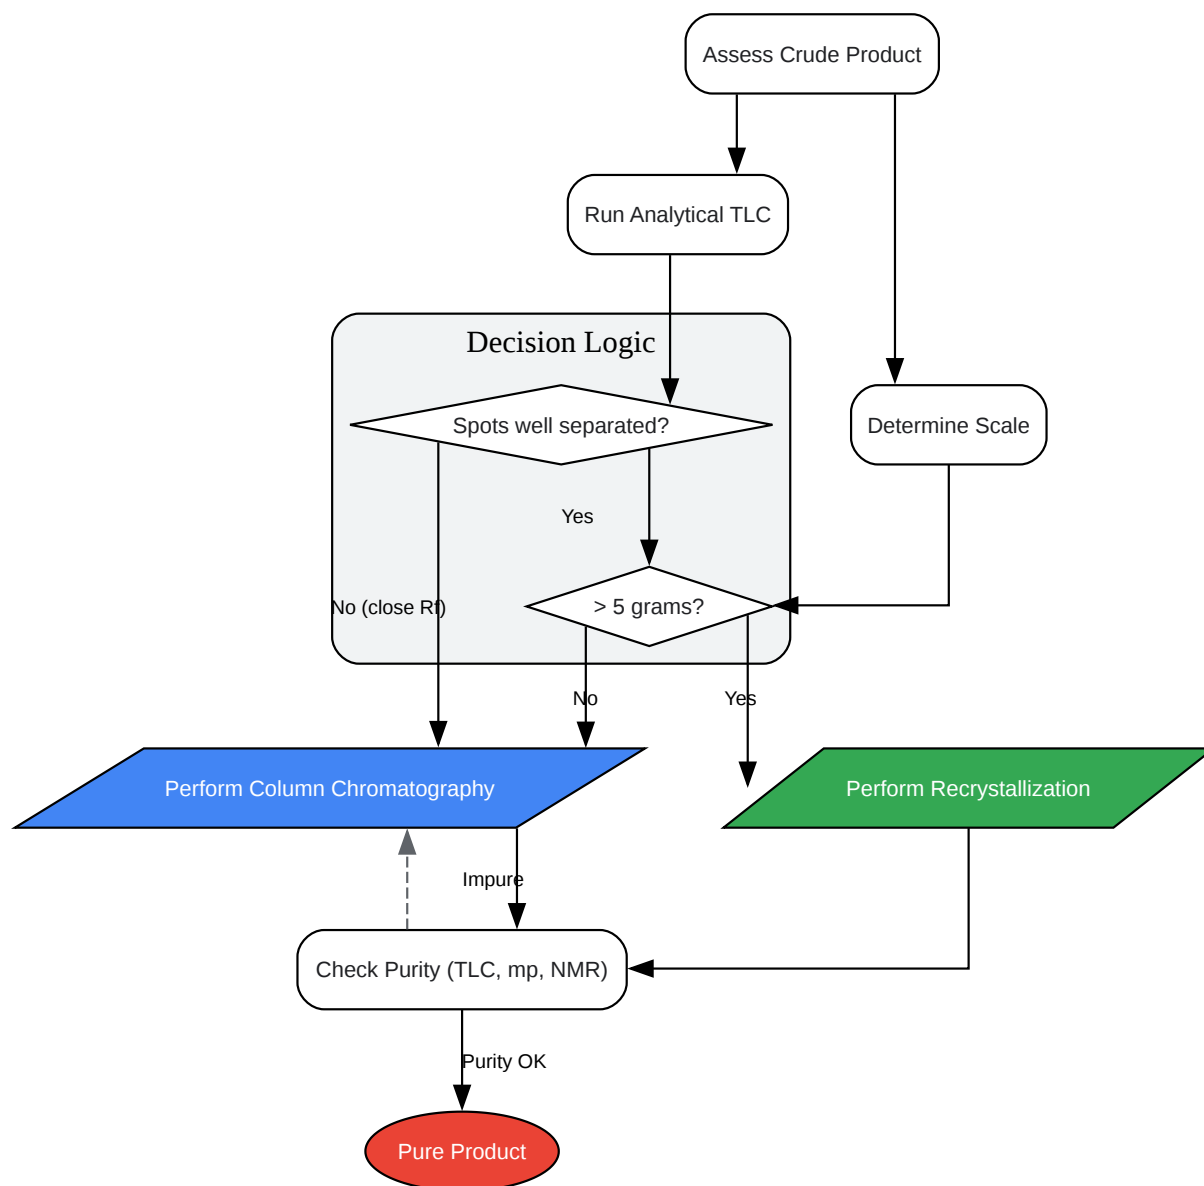 Assess Crude Product
Run Analytical TLC
Decision Logic
Spots well separated?
Determine Scale
Yes
No (close Rf)
> 5 grams?
No
Yes
Perform Column Chromatography
Perform Recrystallization
Impure
Check Purity (TLC, mp, NMR)
Purity OK
Pure Product